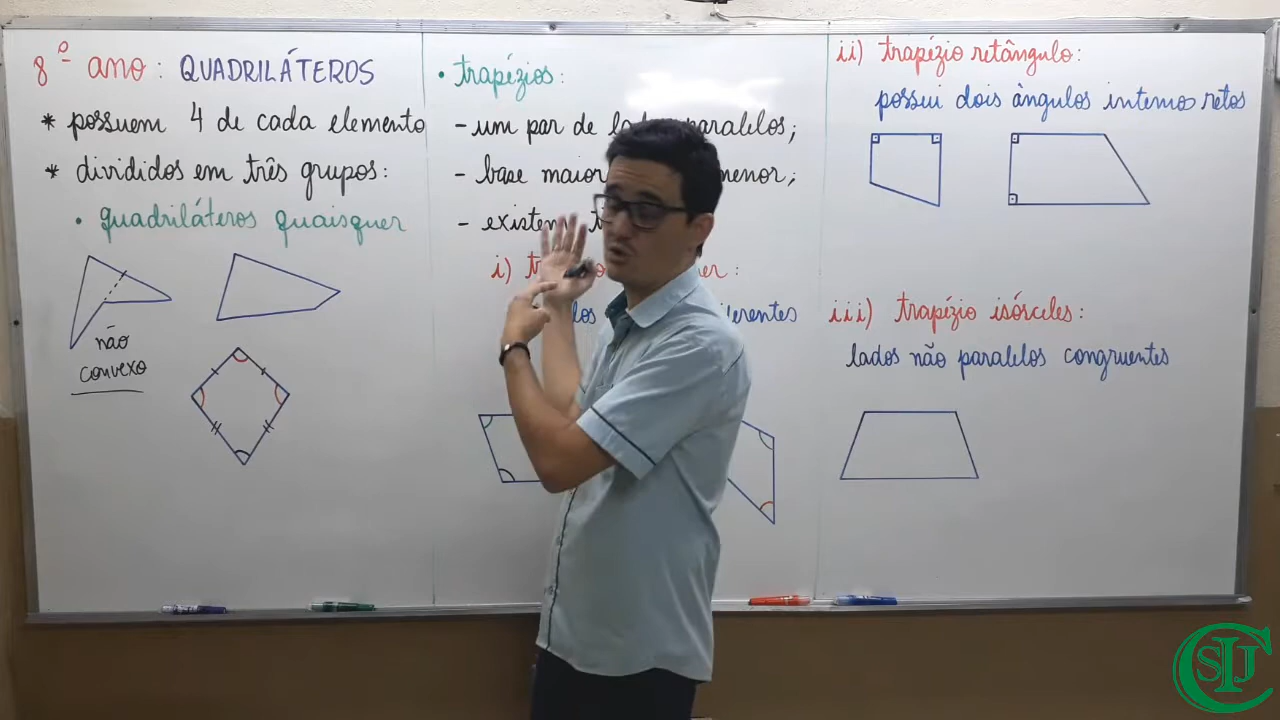 8º ano: QUADRILÁTEROS
* possuem 4 de cada elemento
* divididos em três grupos:
• quadriláteros quaisquer
não
convexo
• trapézios:
- um par de lados paralelos;
- base maior menor;
- existem
i)
ii) trapézio retângulo:
possui dois ângulos internos retos
iii) trapézio isósceles:
lados não paralelos congruentes
CSIJ